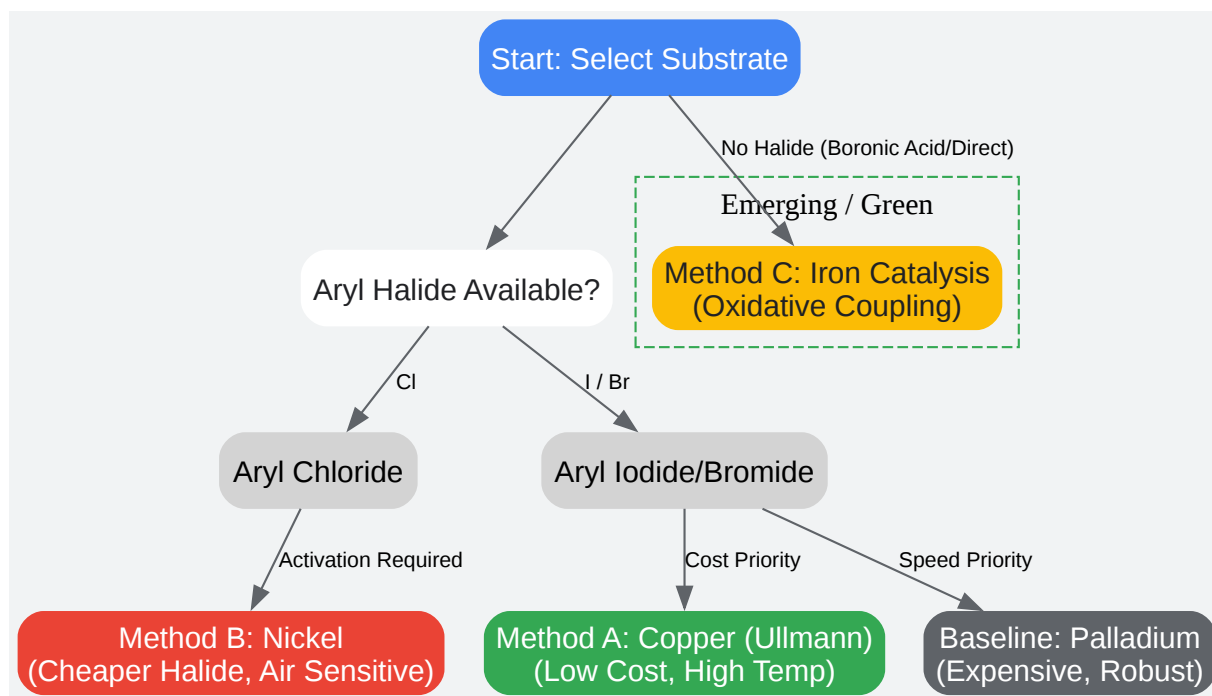 Start: Select Substrate
No Halide (Boronic Acid/Direct)
Emerging / Green
Aryl Halide Available?
Method C: Iron Catalysis
(Oxidative Coupling)
Cl
I / Br
Aryl Chloride
Aryl Iodide/Bromide
Activation Required
Cost Priority
Speed Priority
Method B: Nickel
(Cheaper Halide, Air Sensitive)
Method A: Copper (Ullmann)
(Low Cost, High Temp)
Baseline: Palladium
(Expensive, Robust)